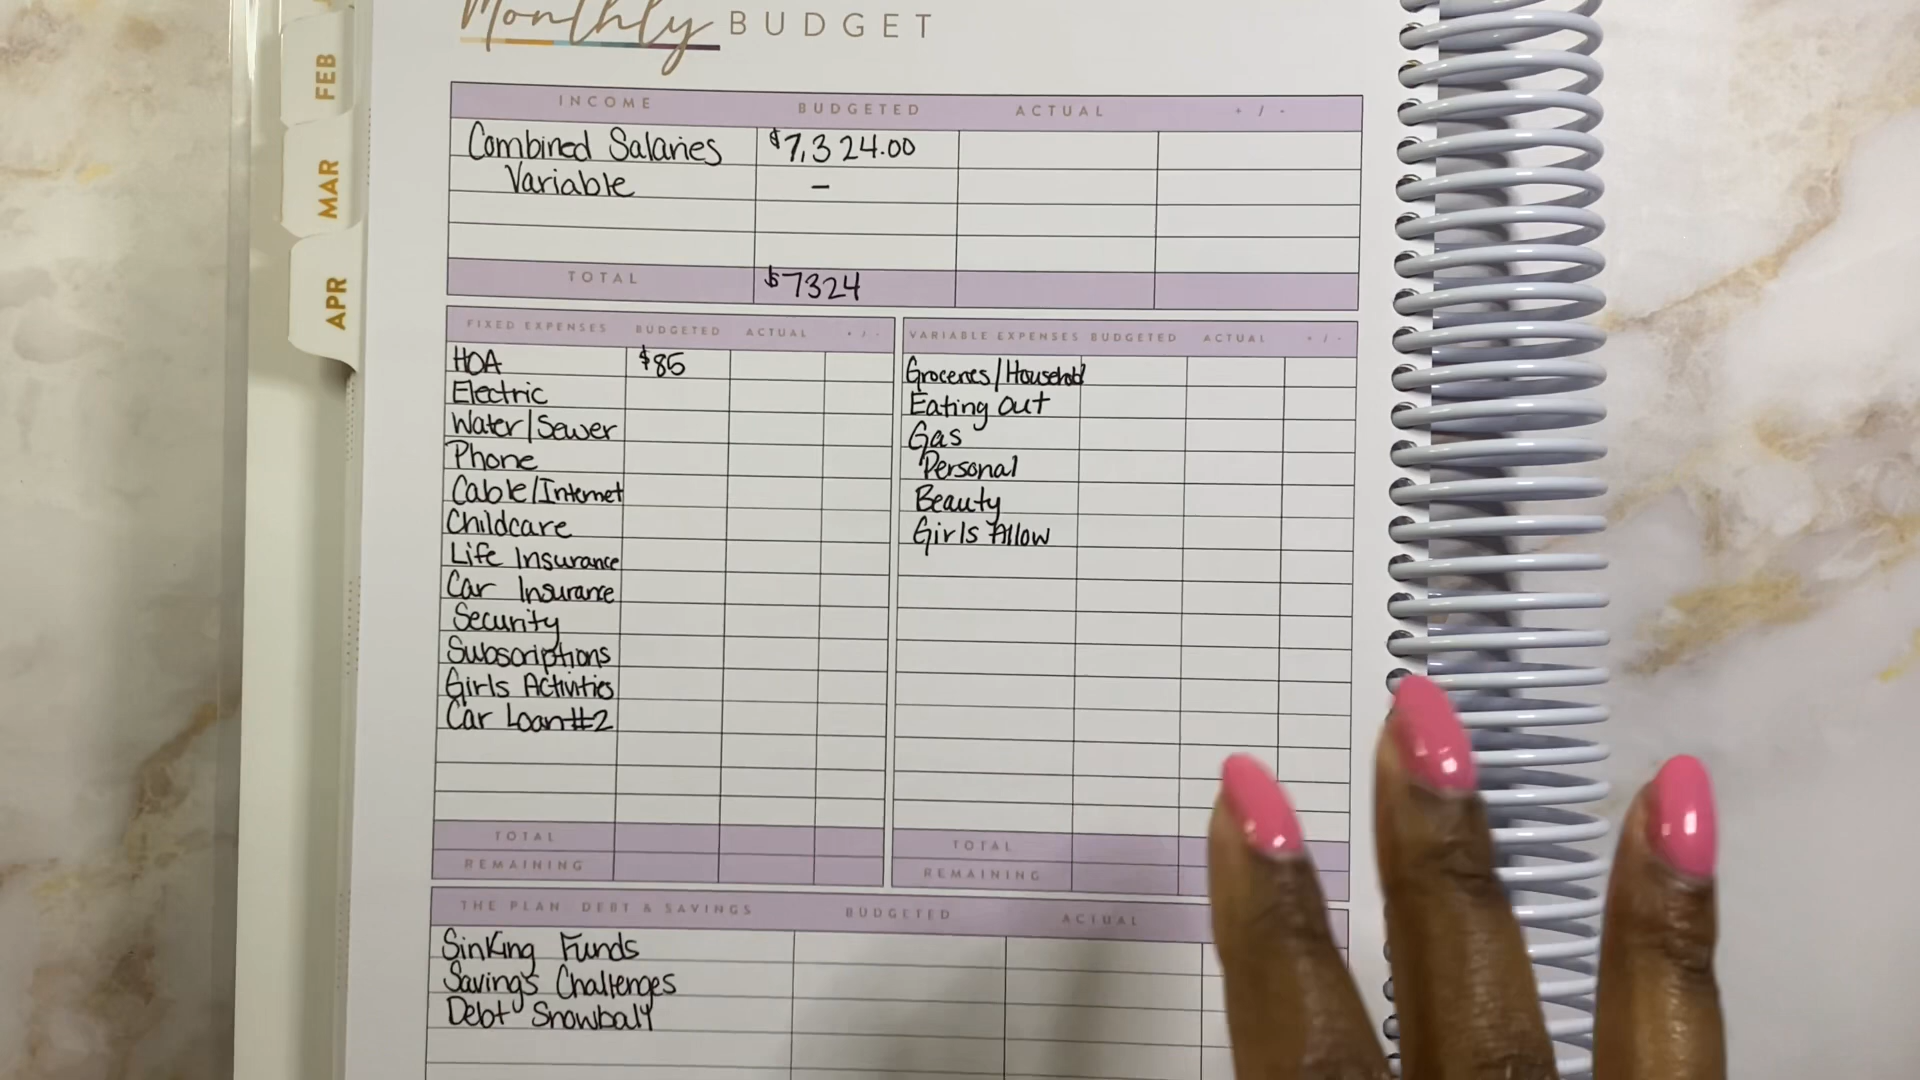 Monthly BUDGET
FEB
MAR
APR
INCOME BUDGETED ACTUAL + / -
Combined Salaries $7,324.00
Variable –
TOTAL $7324
FIXED EXPENSES BUDGETED ACTUAL + / -
HOA $85
Electric
Water/Sewer
Phone
Cable/Internet
Childcare
Life Insurance
Car Insurance
Security
Subscriptions
Girls Activities
Car Loan #2
TOTAL
REMAINING
VARIABLE EXPENSES BUDGETED ACTUAL + / -
Groceries/Household
Eating Out
Gas
Personal
Beauty
Girls Allow
TOTAL
REMAINING
THE PLAN DEBT & SAVINGS BUDGETED ACTUAL
Sinking Funds
Savings Challenges
Debt Snowball